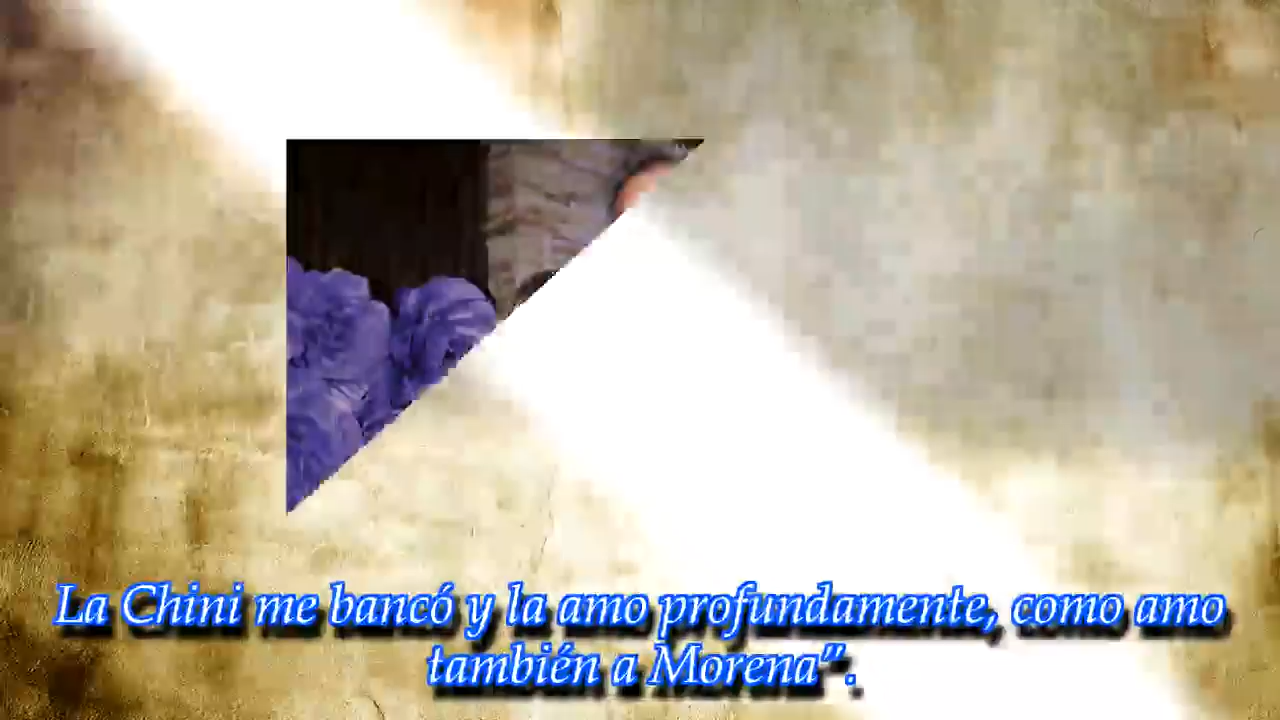 La Chini me bancó y la amo profundamente, como amo
también a Morena”.